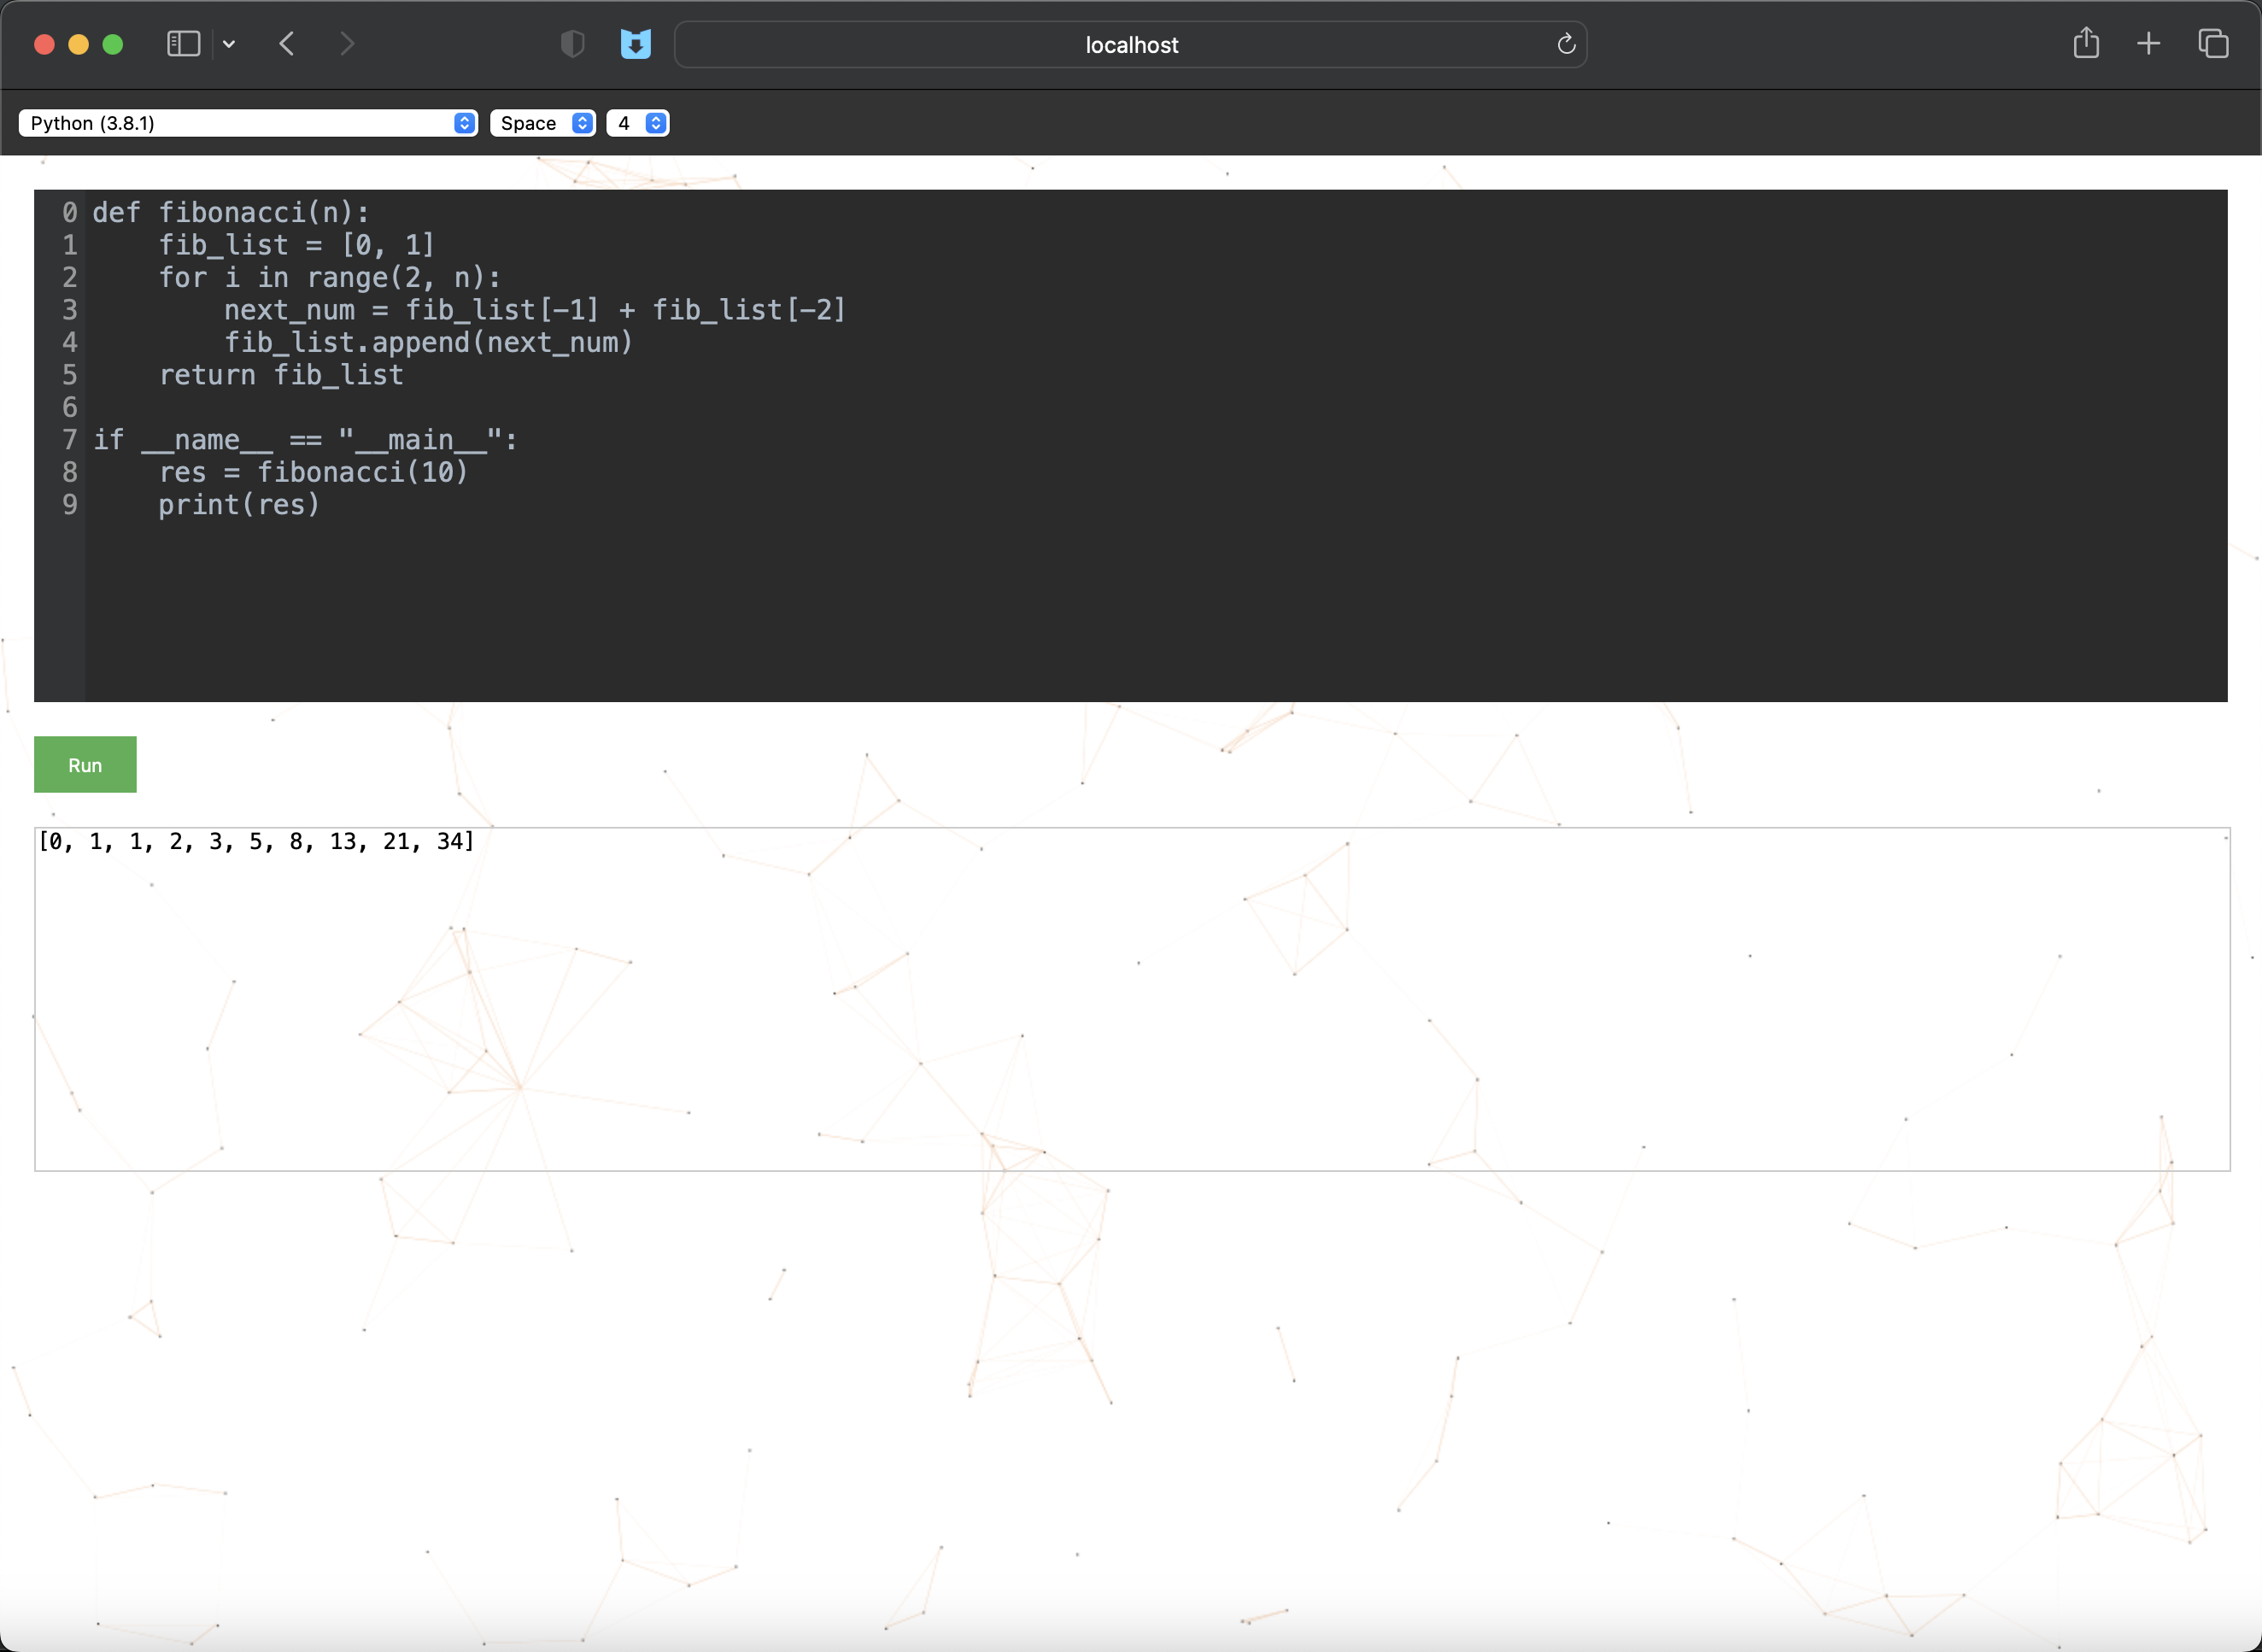 localhost
Python (3.8.1) Space 4
0 def fibonacci(n):
1     fib_list = [0, 1]
2     for i in range(2, n):
3         next_num = fib_list[-1] + fib_list[-2]
4         fib_list.append(next_num)
5     return fib_list
6
7 if __name__ == "__main__":
8     res = fibonacci(10)
9     print(res)
Run
[0, 1, 1, 2, 3, 5, 8, 13, 21, 34]